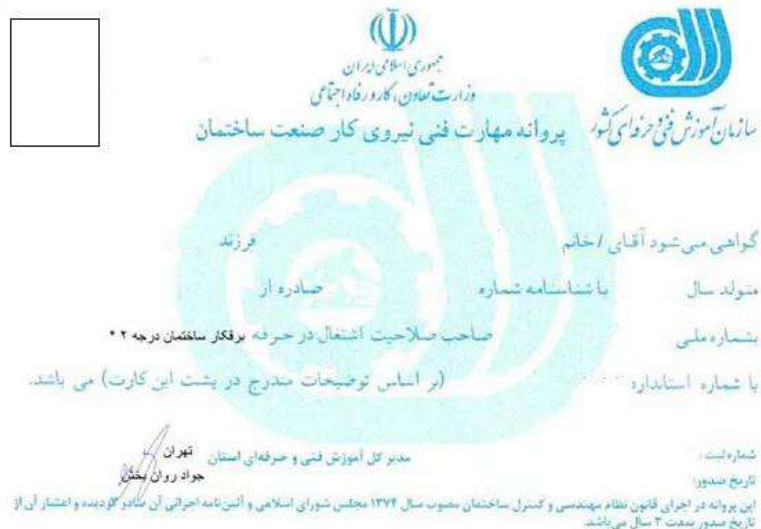 جمهوری اسلامی ایران
وزارت تعاون، کار و رفاه اجتماعی
سازمان آموزش فنی و حرفه‌ای کشور
پروانه مهارت فنی نیروی کار صنعت ساختمان
گواهی می‌شود آقای / خانم فرزند
متولد سال با شناسنامه شماره صادره از
بشماره ملی صاحب صلاحیت اشتغال در حرفه برقکار ساختمان درجه ۲ *
با شماره استاندارد (بر اساس توضیحات مندرج در پشت این کارت) می باشد.
شماره ثبت: مدیر کل آموزش فنی و حرفه‌ای استان تهران
تاریخ صدور: جواد روان بخش
این پروانه در اجرای قانون نظام مهندسی و کنترل ساختمان مصوب سال ۱۳۷۴ مجلس شورای اسلامی و آئین‌نامه اجرائی آن صادر گردیده و اعتبار آن از
تاریخ صدور بمدت ۳ سال می‌باشد.